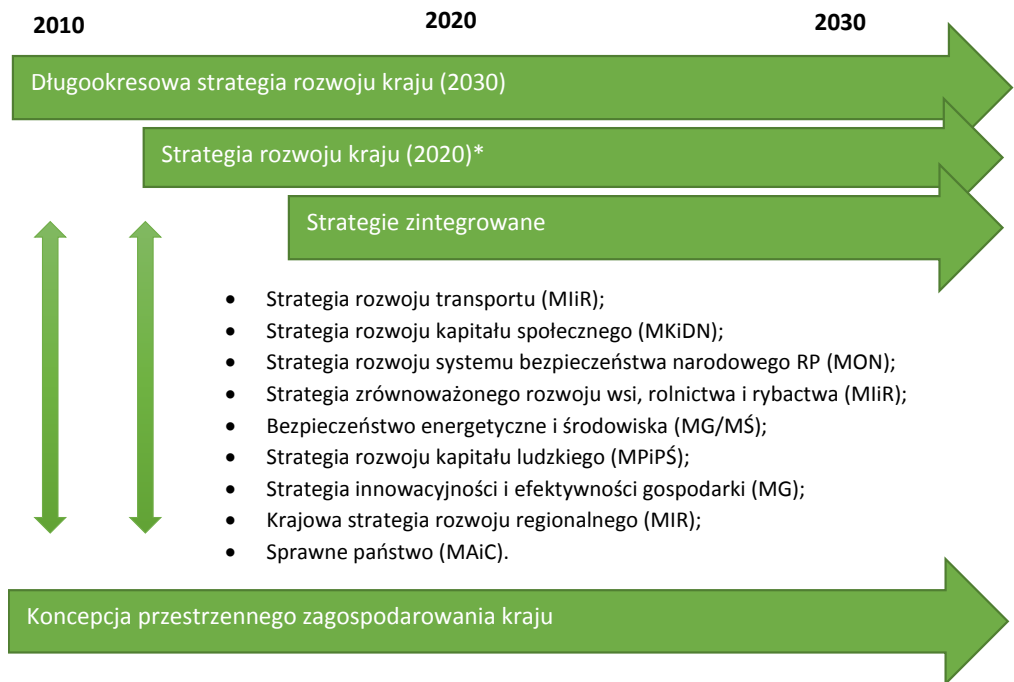 2010 2020 2030
Długookresowa strategia rozwoju kraju (2030)
Strategia rozwoju kraju (2020)*
Strategie zintegrowane
• Strategia rozwoju transportu (MIiR);
• Strategia rozwoju kapitału społecznego (MKiDN);
• Strategia rozwoju systemu bezpieczeństwa narodowego RP (MON);
• Strategia zrównoważonego rozwoju wsi, rolnictwa i rybactwa (MIiR);
• Bezpieczeństwo energetyczne i środowiska (MG/MŚ);
• Strategia rozwoju kapitału ludzkiego (MPiPŚ);
• Strategia innowacyjności i efektywności gospodarki (MG);
• Krajowa strategia rozwoju regionalnego (MIR);
• Sprawne państwo (MAiC).
Koncepcja przestrzennego zagospodarowania kraju